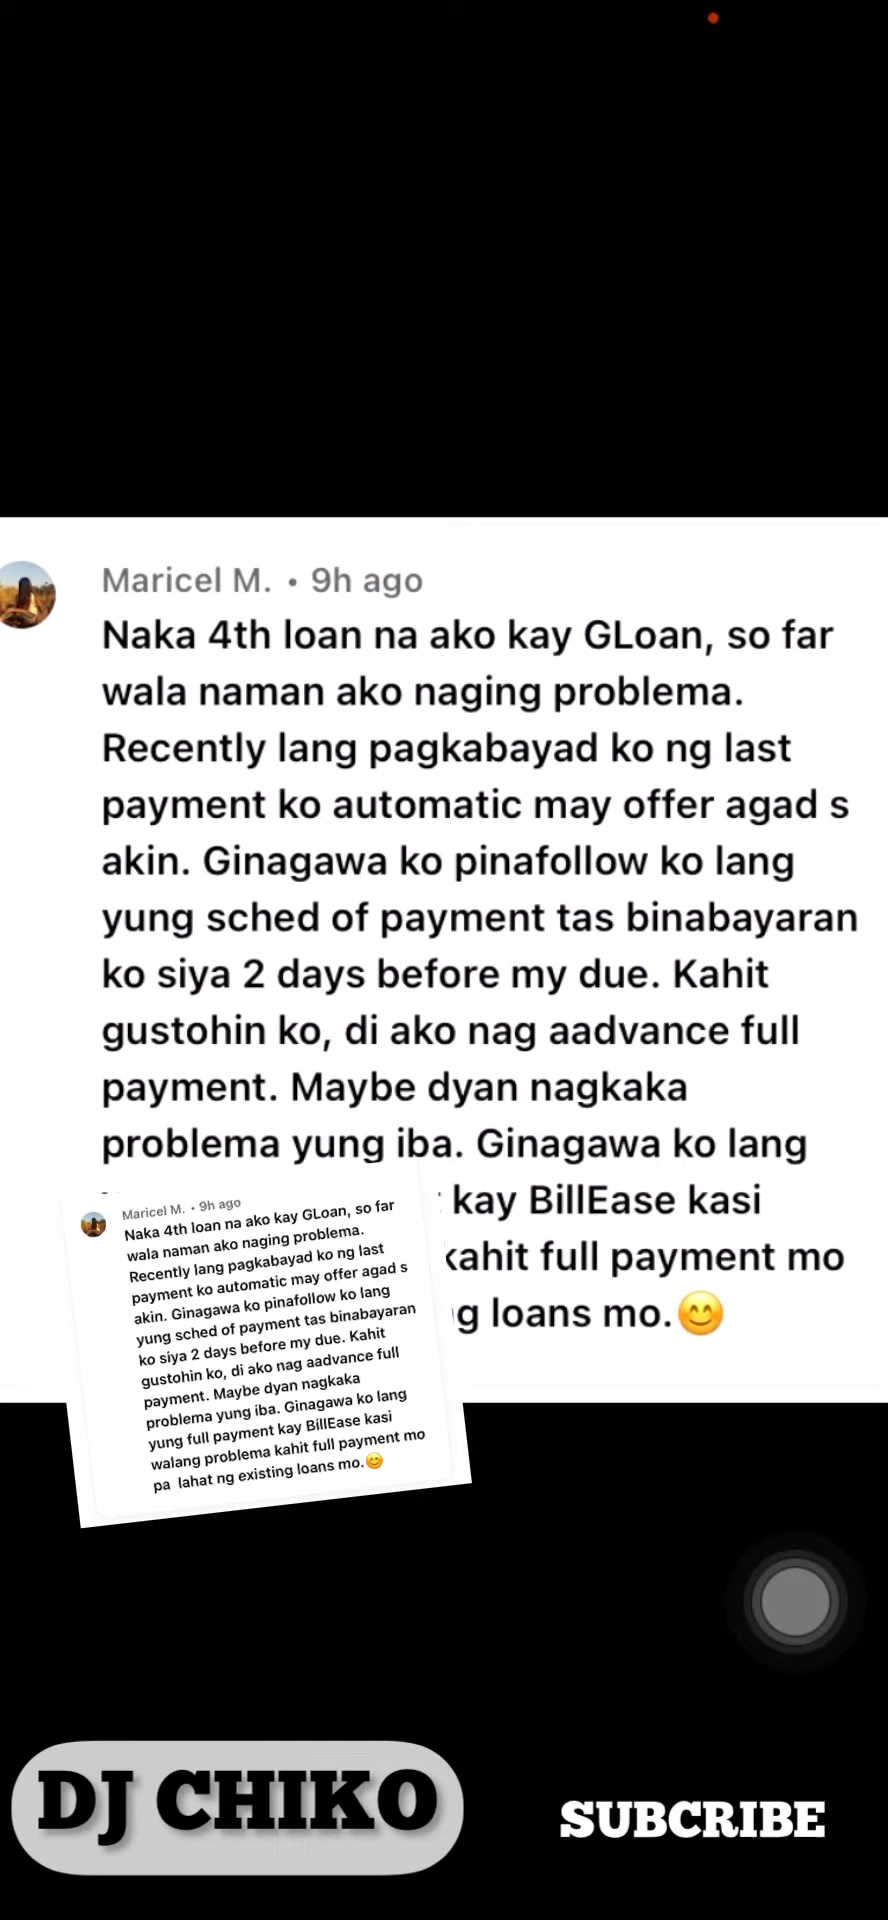 Maricel M. • 9h ago
Naka 4th loan na ako kay GLoan, so far
wala naman ako naging problema.
Recently lang pagkabayad ko ng last
payment ko automatic may offer agad s
akin. Ginagawa ko pinafollow ko lang
yung sched of payment tas binabayaran
ko siya 2 days before my due. Kahit
gustohin ko, di ako nag aadvance full
payment. Maybe dyan nagkaka
problema yung iba. Ginagawa ko lang
kay BillEase kasi
kahit full payment mo
g loans mo.😊
Maricel M. • 9h ago
Naka 4th loan na ako kay GLoan, so far
wala naman ako naging problema.
Recently lang pagkabayad ko ng last
payment ko automatic may offer agad s
akin. Ginagawa ko pinafollow ko lang
yung sched of payment tas binabayaran
ko siya 2 days before my due. Kahit
gustohin ko, di ako nag aadvance full
payment. Maybe dyan nagkaka
problema yung iba. Ginagawa ko lang
yung full payment kay BillEase kasi
walang problema kahit full payment mo
pa lahat ng existing loans mo.😊
DJ CHIKO
SUBCRIBE